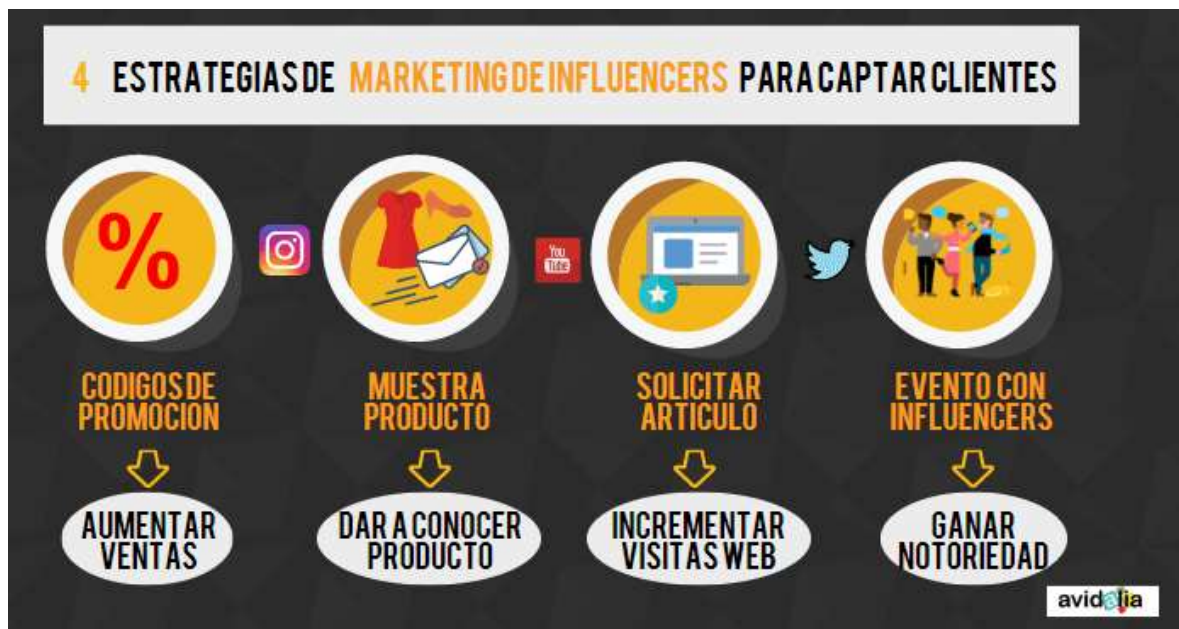 4 ESTRATEGIAS DE MARKETING DE INFLUENCERS PARA CAPTAR CLIENTES
%
You
Tube
CODIGOS DE
PROMOCION
MUESTRA
PRODUCTO
SOLICITAR
ARTICULO
EVENTO CON
INFLUENCERS
AUMENTAR
VENTAS
DAR A CONOCER
PRODUCTO
INCREMENTAR
VISITAS WEB
GANAR
NOTORIEDAD
avidalia